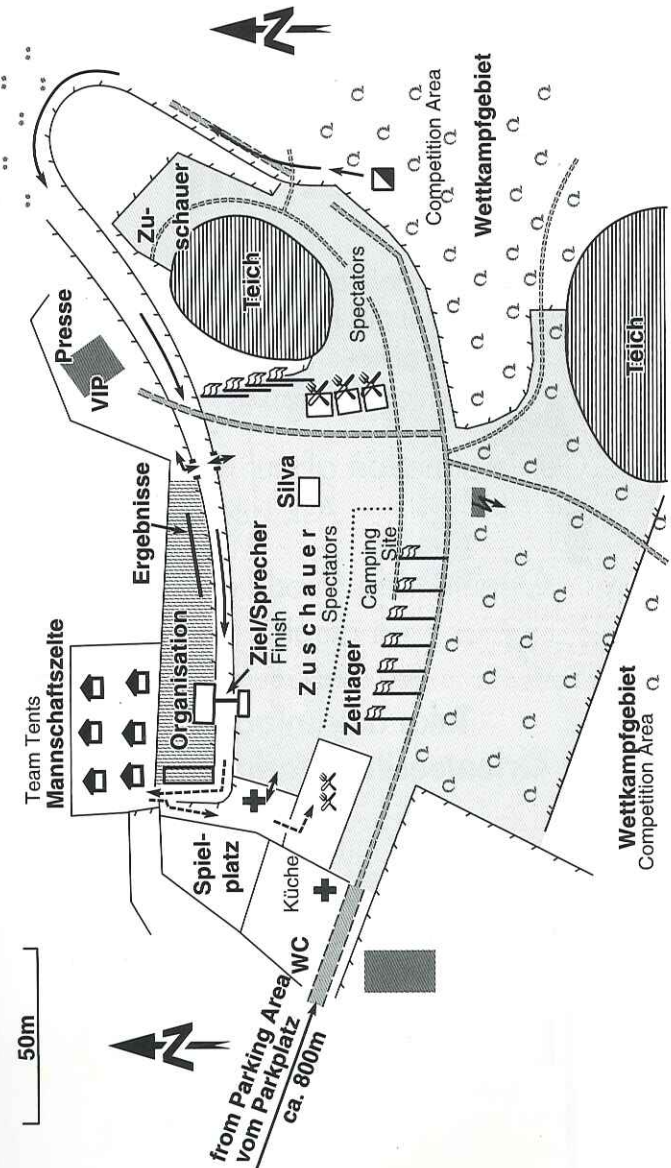 50m
N
N
Team Tents
Mannschaftszelte
Ergebnisse
Presse
VIP
Organisation
Ziel/Sprecher
Finish
Silva
Zuschauer
Spectators
Zu-
schauer
Teich
Spectators
Competition Area
Wettkampfgebiet
Spiel-
platz
Küche
WC
Zeltlager
Camping
Site
from Parking Area
vom Parkplatz
ca. 800m
Teich
Wettkampfgebiet
Competition Area